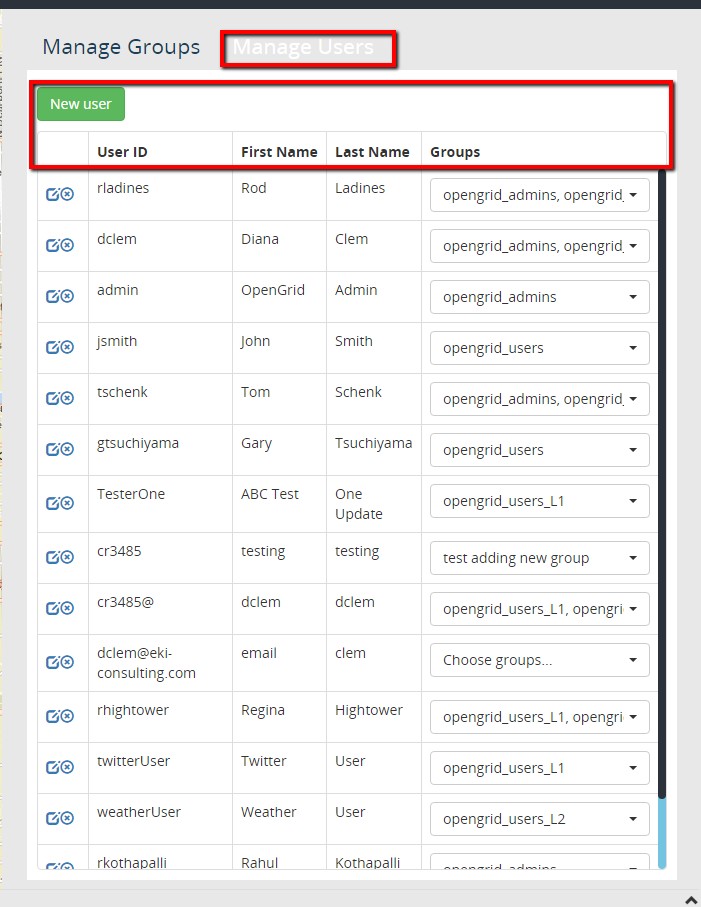 Manage Groups Manage Users
New user
User ID First Name Last Name Groups
rladines Rod Ladines opengrid_admins, opengrid_
dclem Diana Clem opengrid_admins, opengrid_
admin OpenGrid Admin opengrid_admins
jsmith John Smith opengrid_users
tschenk Tom Schenk opengrid_admins, opengrid_
gtsuchiyama Gary Tsuchiyama opengrid_users
TesterOne ABC Test One opengrid_users_L1
Update
cr3485 testing testing test adding new group
cr3485@ dclem dclem opengrid_users_L1, opengri
dclem@eki- email clem Choose groups...
consulting.com
rhightower Regina Hightower opengrid_users_L1, opengri
twitterUser Twitter User opengrid_users_L1
weatherUser Weather User opengrid_users_L2
rkothapalli Rahul Kothapalli opengrid_admins